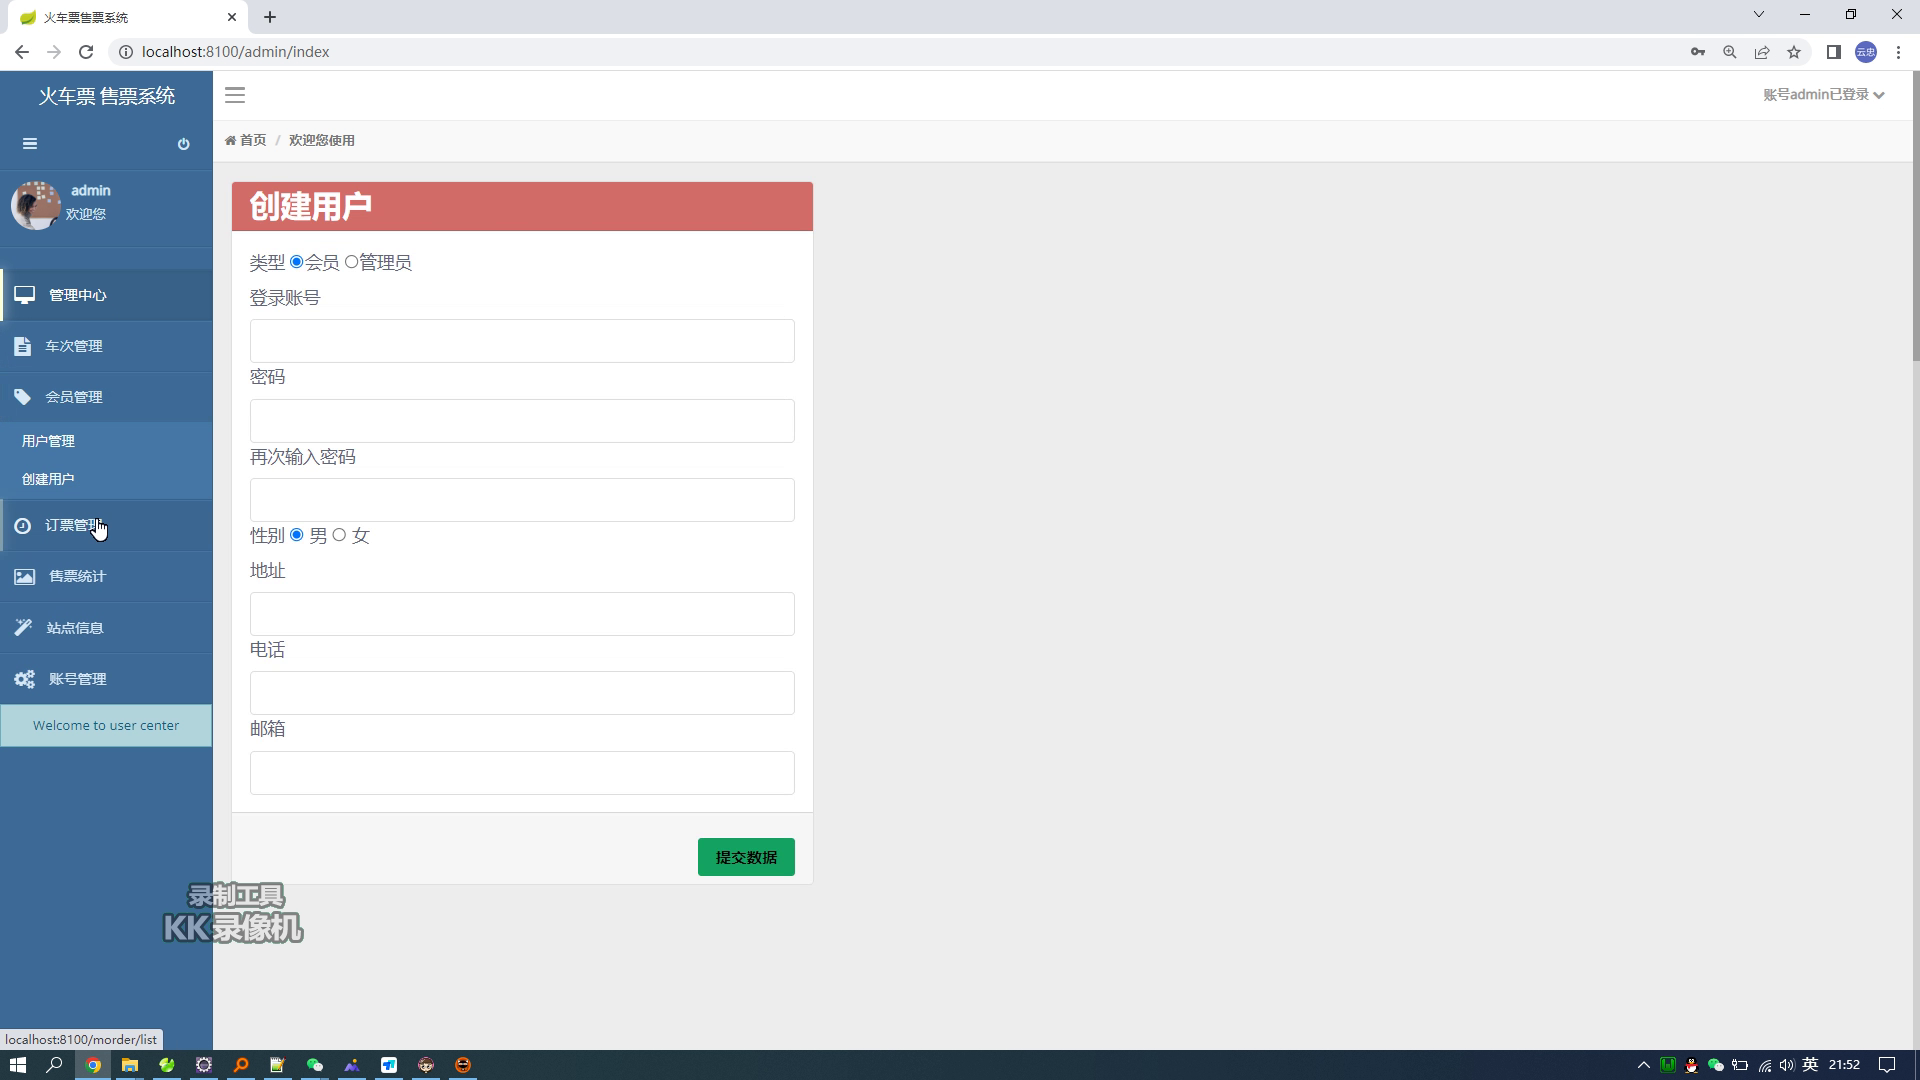 火车票售票系统
localhost:8100/admin/index
云忠
火车票 售票系统
账号admin已登录
首页 / 欢迎您使用
admin
欢迎您
管理中心
车次管理
会员管理
用户管理
创建用户
订票管理
售票统计
站点信息
账号管理
Welcome to user center
创建用户
类型 会员 管理员
登录账号
密码
再次输入密码
性别 男 女
地址
电话
邮箱
提交数据
录制工具
KK录像机
localhost:8100/morder/list
英
21:52